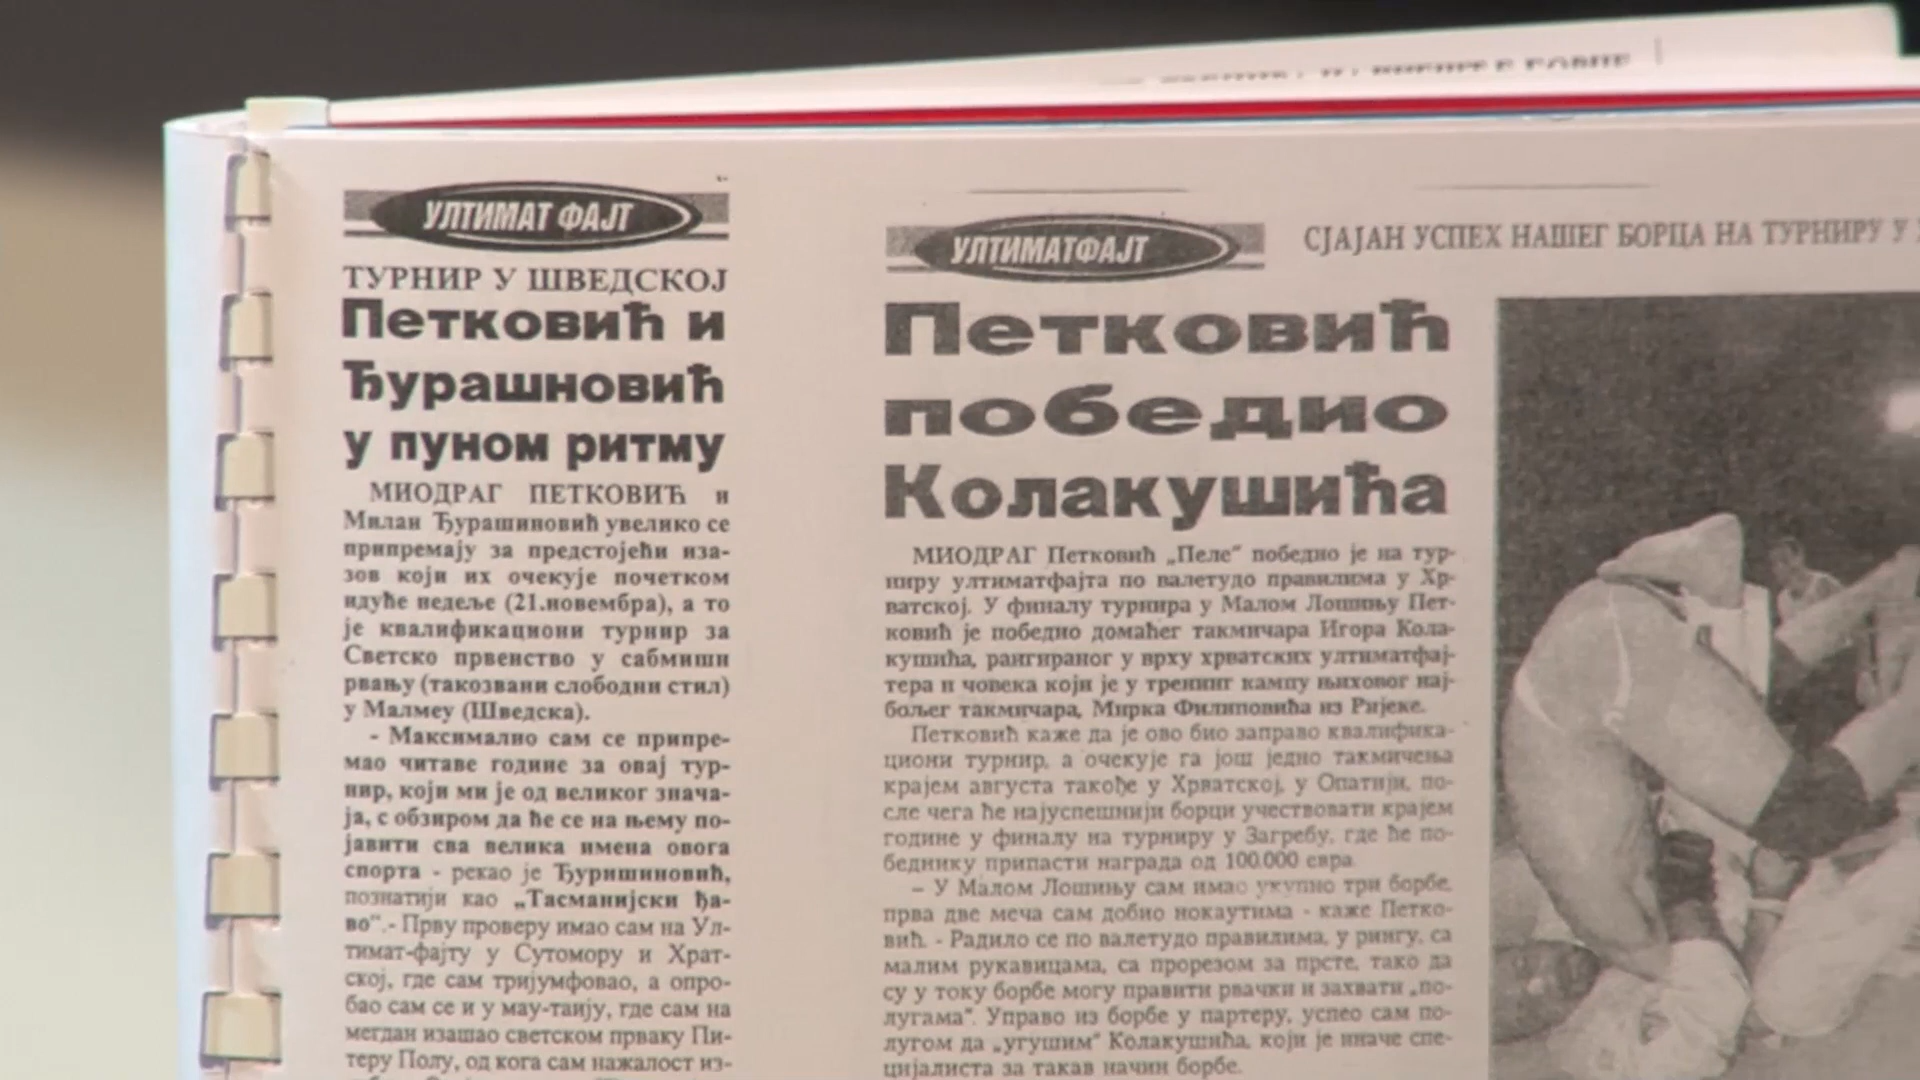 УЛТИМАТ ФАЈТ
ТУРНИР У ШВЕДСКОЈ
Петковић и
Ђурашновић
у пуном ритму
МИОДРАГ ПЕТКОВИЋ и
Милан Ђурашиновић увелико се
припремају за предстојећи иза-
зов који их очекује почетком
идуће недеље (21.новембра), а то
је квалификациони турнир за
Светско првенство у сабмишн
рвању (такозвани слободни стил)
у Малмеу (Шведска).
- Максимално сам се припре-
мао читаве године за овај тур-
нир, који ми је од великог знача-
ја, с обзиром да ће се на њему по-
јавити сва велика имена овога
спорта - рекао је Ђуришиновић,
познатији као „Тасманијски ђа-
во".- Прву проверу имао сам на Ул-
тимат-фајту у Сутомору и Храт-
ској, где сам тријумфовао, а опро-
бао сам се и у мау-таију, где сам на
мегдан изашао светском прваку Пи-
теру Полу, од кога сам нажалост из-
УЛТИМАТФАЈТ
СЈАЈАН УСПЕХ НАШЕГ БОРЦА НА ТУРНИРУ У
Петковић
победио
Колакушића
МИОДРАГ Петковић „Пеле" победио је на тур-
ниру ултиматфајта по валетудо правилима у Хр-
ватској. У финалу турнира у Малом Лошињу Пет-
ковић је победио домаћег такмичара Игора Кола-
кушића, рангираног у врху хрватских ултиматфај-
тера и човека који је у тренинг кампу њиховог нај-
бољег такмичара, Мирка Филиповића из Ријеке.
Петковић каже да је ово био заправо квалифика-
циони турнир, а очекује га још једно такмичења
крајем августа такође у Хрватској, у Опатији, по-
сле чега ће најуспешнији борци учествовати крајем
године у финалу на турниру у Загребу, где ће по-
беднику припасти награда од 100.000 евра.
– У Малом Лошињу сам имао укупно три борбе,
прва две меча сам добио нокаутима - каже Петко-
вић. - Радило се по валетудо правилима, у рингу, са
малим рукавицама, са прорезом за прсте, тако да
су у току борбе могу правити рвачки и захвати „по-
лугама". Управо из борбе у партеру, успео сам по-
лугом да „угушим" Колакушића, који је иначе спе-
цијалиста за такав начин борбе.